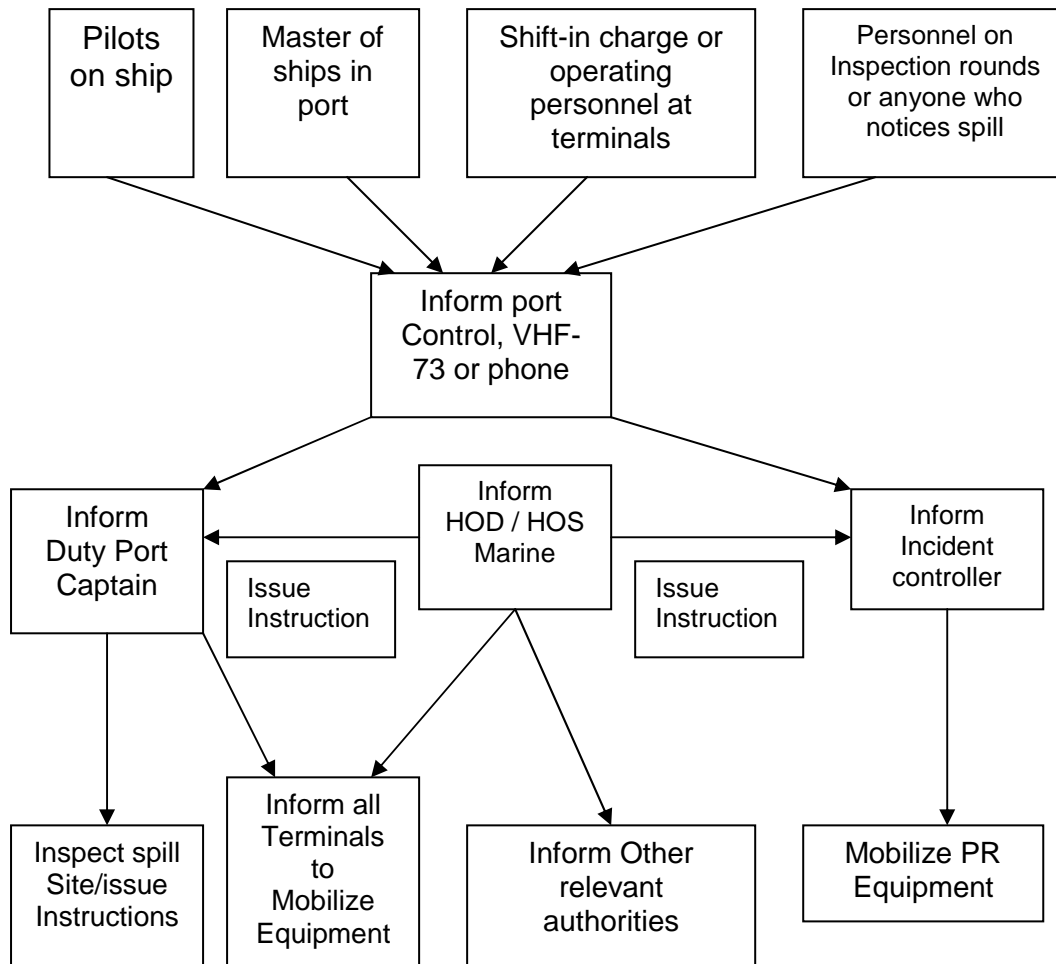 Pilots
on ship
Master of
ships in
port
Shift-in charge or
operating
personnel at
terminals
Personnel on
Inspection rounds
or anyone who
notices spill
Inform port
Control, VHF-
73 or phone
Inform
Duty Port
Captain
Inform
HOD / HOS
Marine
Inform
Incident
controller
Issue
Instruction
Issue
Instruction
Inspect spill
Site/issue
Instructions
Inform all
Terminals
to
Mobilize
Equipment
Inform Other
relevant
authorities
Mobilize PR
Equipment